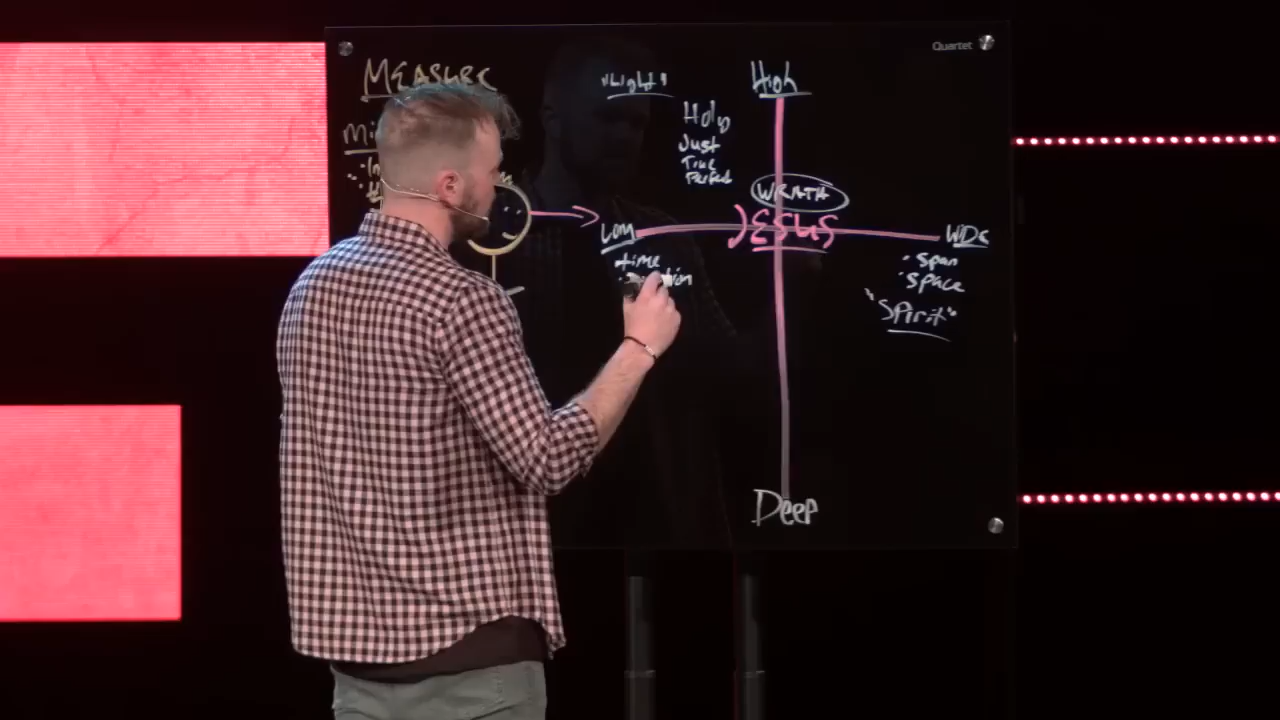 Quartet
MEASURE
"Light"
High
Holy
Just
True
Perfect
WRATH
JESUS
LONG
WIDE
time
• Span
• Space
"Spirit"
Deep